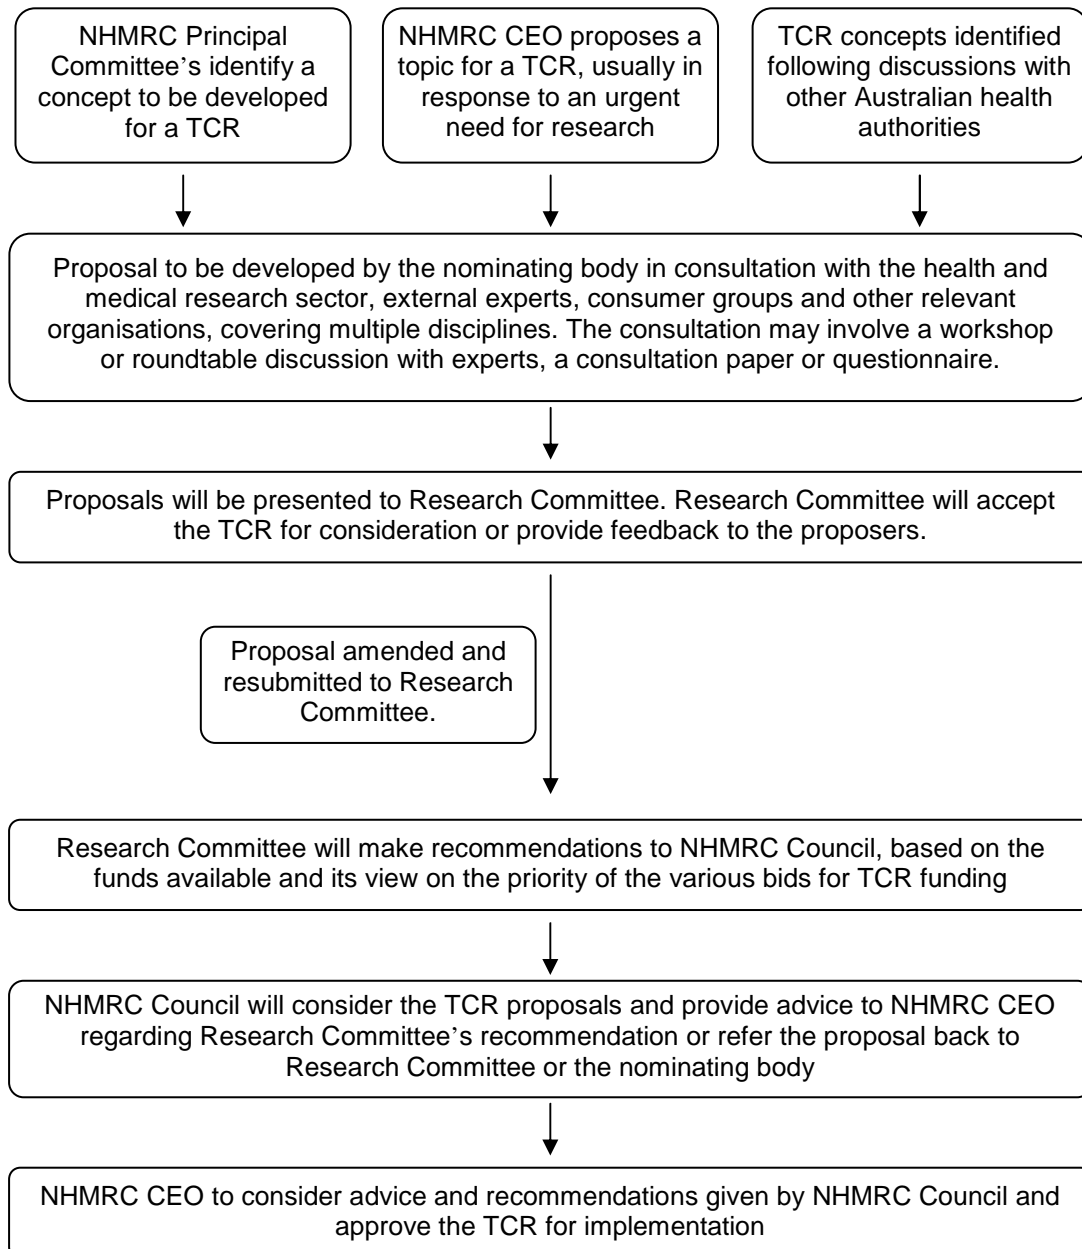 NHMRC Principal
Committee’s identify a
concept to be developed
for a TCR
NHMRC CEO proposes a
topic for a TCR, usually in
response to an urgent
need for research
TCR concepts identified
following discussions with
other Australian health
authorities
Proposal to be developed by the nominating body in consultation with the health and
medical research sector, external experts, consumer groups and other relevant
organisations, covering multiple disciplines. The consultation may involve a workshop
or roundtable discussion with experts, a consultation paper or questionnaire.
Proposals will be presented to Research Committee. Research Committee will accept
the TCR for consideration or provide feedback to the proposers.
Proposal amended and
resubmitted to Research
Committee.
Research Committee will make recommendations to NHMRC Council, based on the
funds available and its view on the priority of the various bids for TCR funding
NHMRC Council will consider the TCR proposals and provide advice to NHMRC CEO
regarding Research Committee’s recommendation or refer the proposal back to
Research Committee or the nominating body
NHMRC CEO to consider advice and recommendations given by NHMRC Council and
approve the TCR for implementation